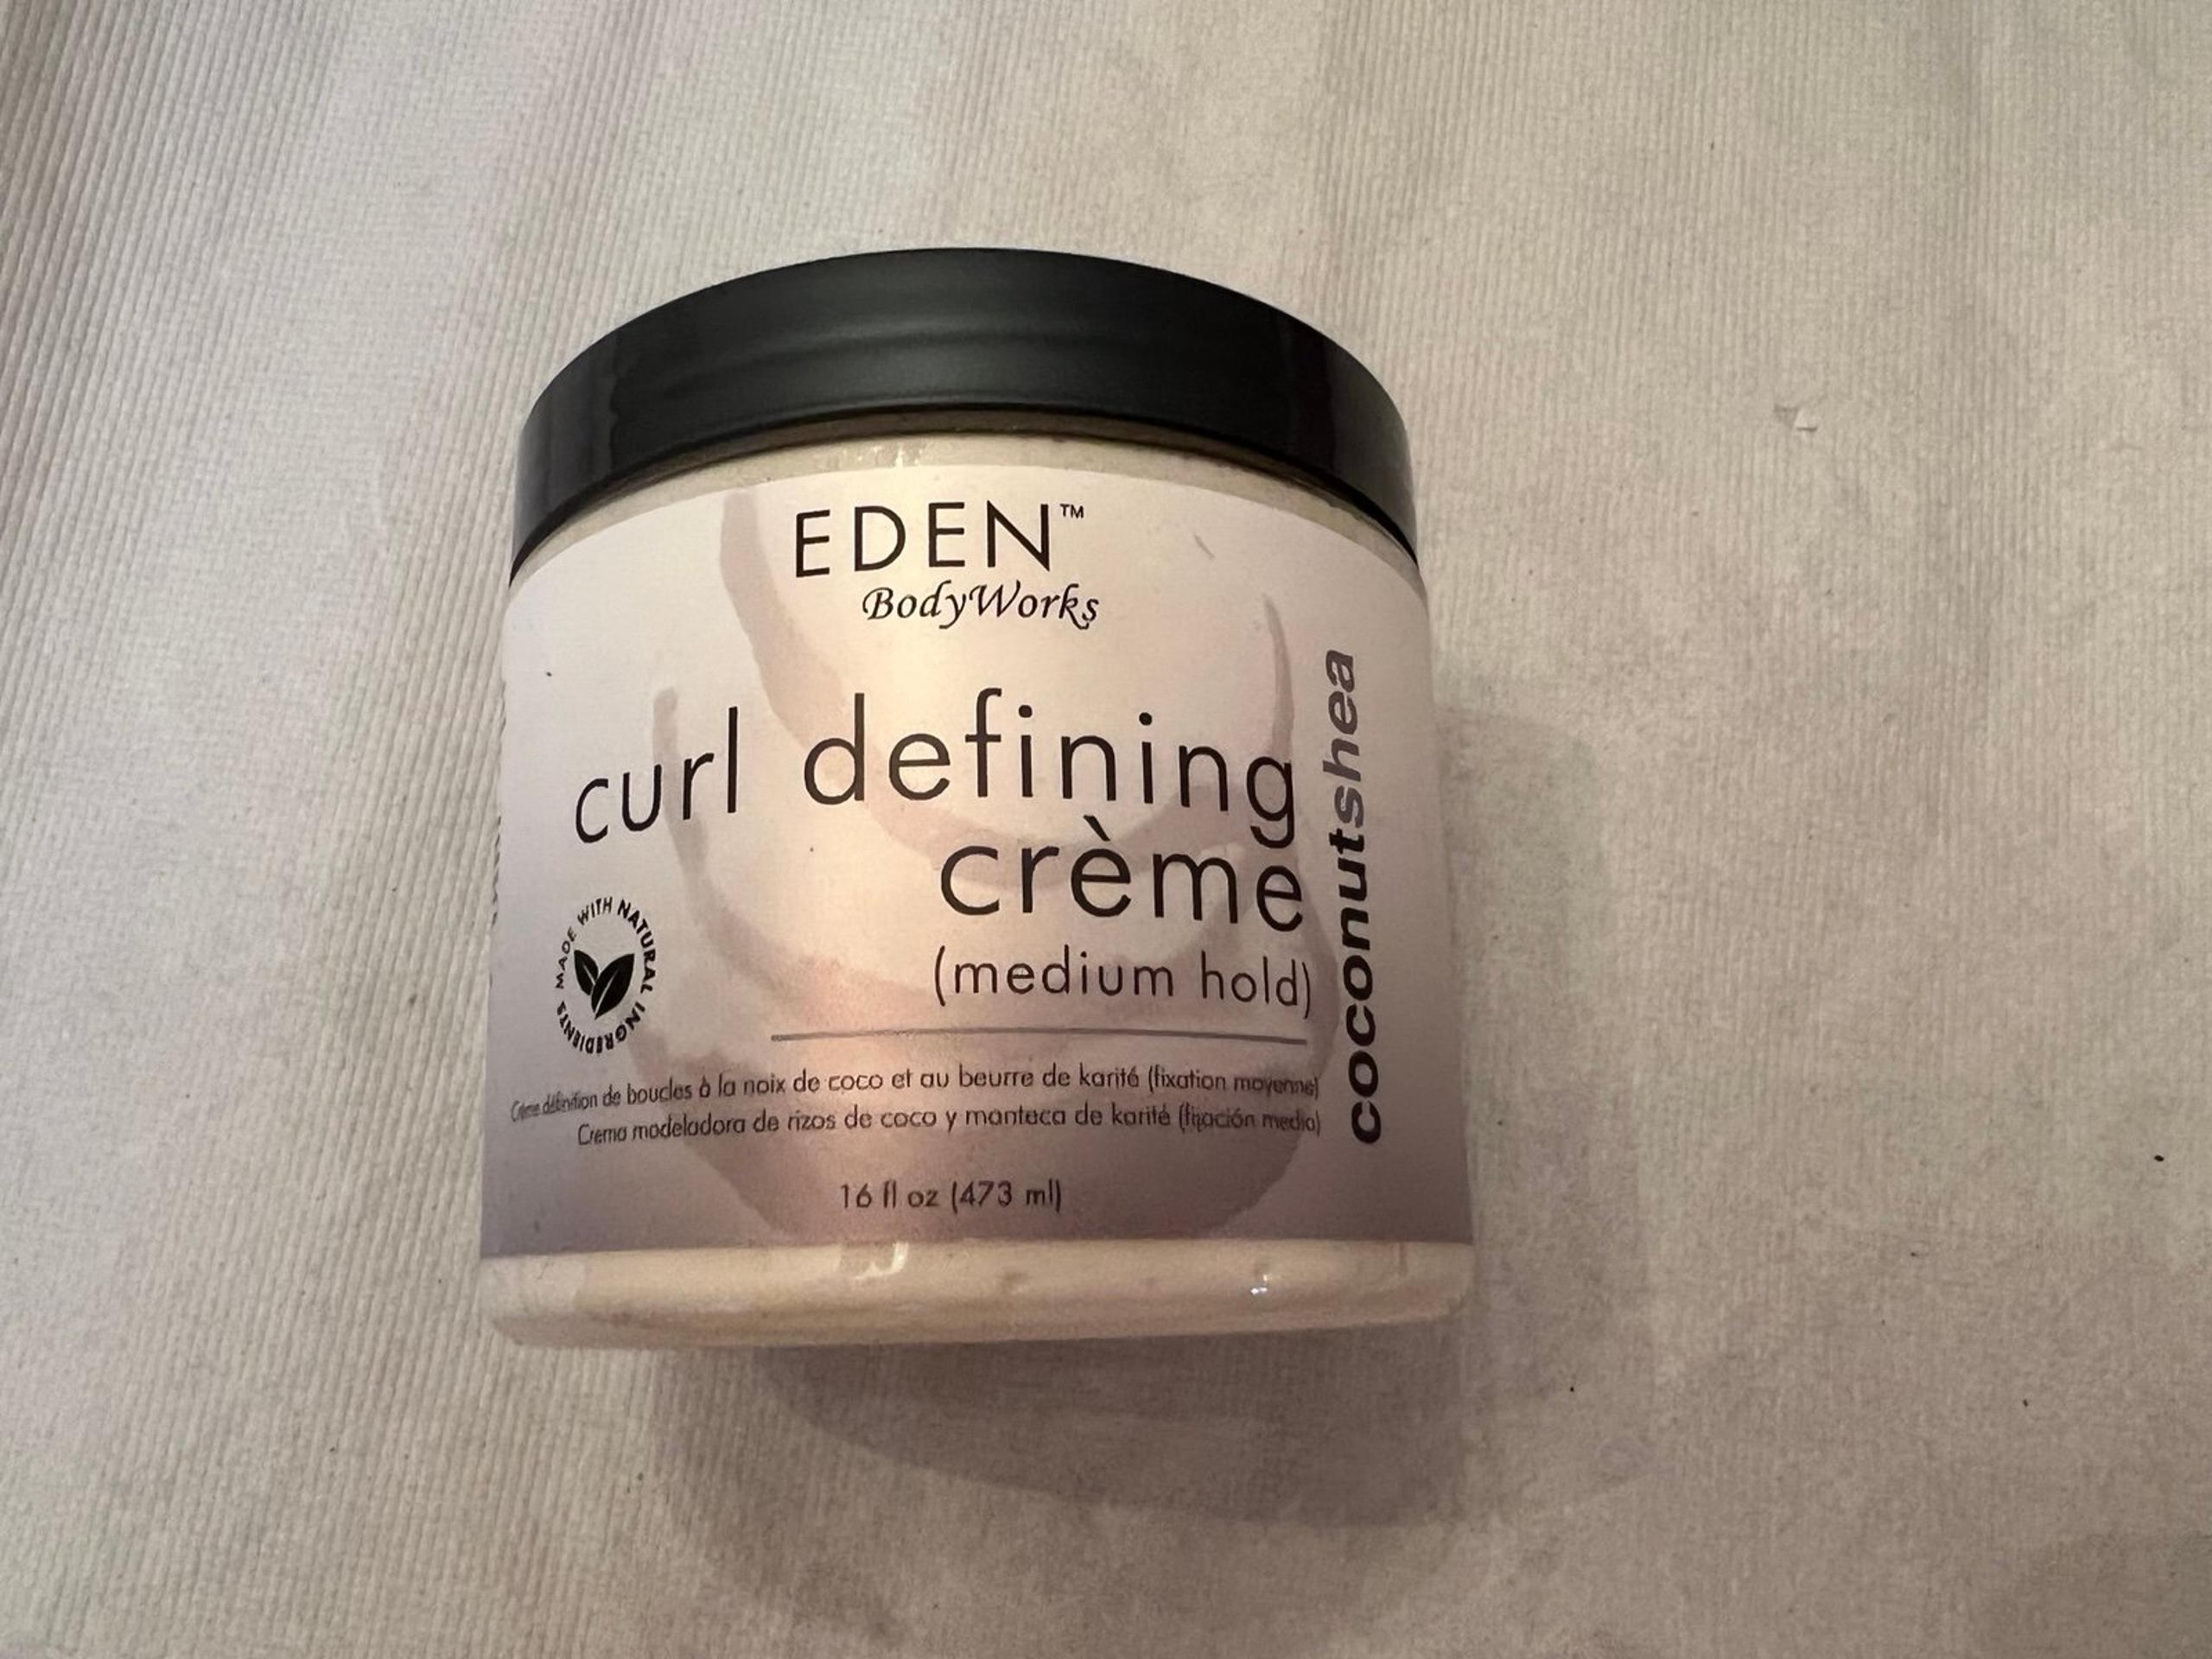 EDEN™
BodyWorks
curl defining
crème
(medium hold)
coconutshea
MADE WITH NATURAL INGREDIENTS
Crème définition de boucles à la noix de coco et au beurre de karité (fixation moyenne)
Crema modeladora de rizos de coco y manteca de karité (fijación media)
16 fl oz (473 ml)